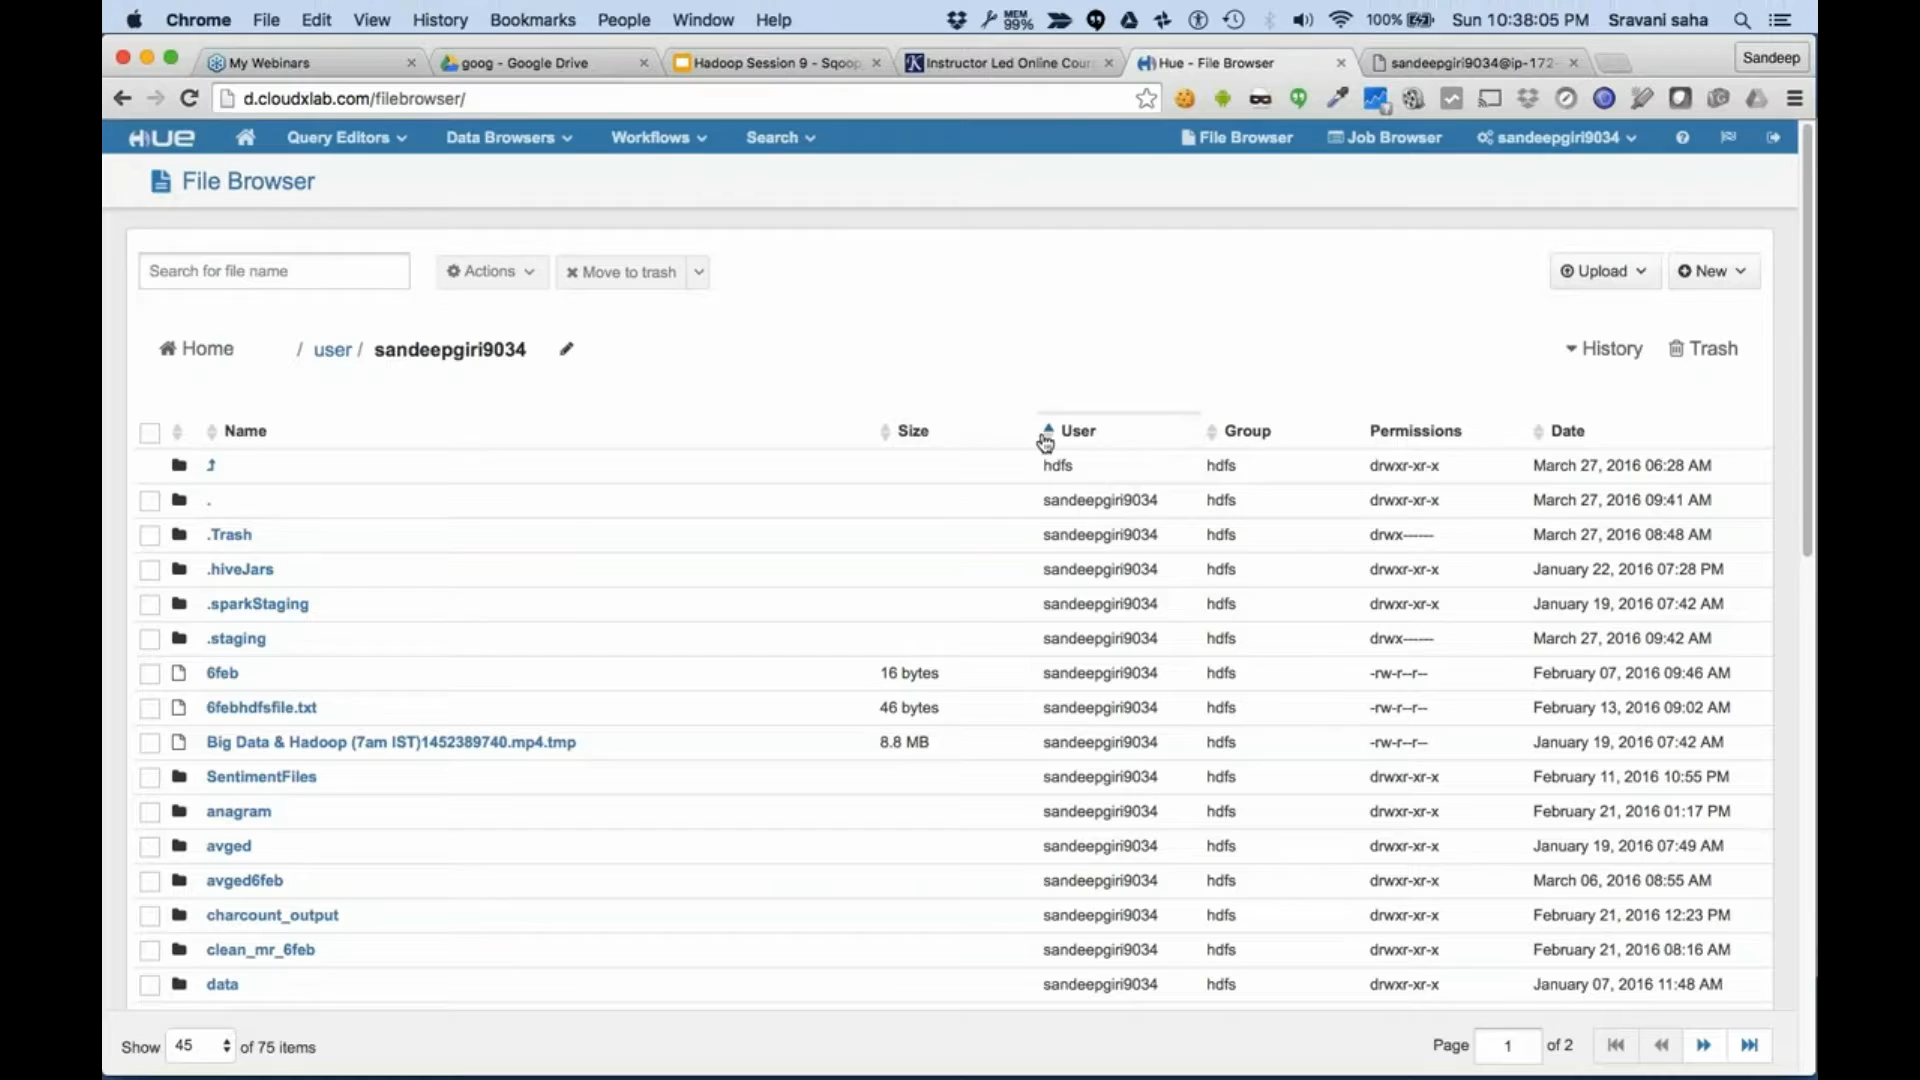 Chrome File Edit View History Bookmarks People Window Help MEM 99% 100% Sun 10:38:05 PM Sravani saha
My Webinars goog - Google Drive Hadoop Session 9 - Sqoop Instructor Led Online Cour Hue - File Browser sandeepgiri9034@ip-172- Sandeep
d.cloudxlab.com/filebrowser/
HUE Query Editors Data Browsers Workflows Search File Browser Job Browser sandeepgiri9034
File Browser
Search for file name Actions Move to trash Upload New
Home / user / sandeepgiri9034 History Trash
Name Size User Group Permissions Date
hdfs hdfs drwxr-xr-x March 27, 2016 06:28 AM
. sandeepgiri9034 hdfs drwxr-xr-x March 27, 2016 09:41 AM
.Trash sandeepgiri9034 hdfs drwx------ March 27, 2016 08:48 AM
.hiveJars sandeepgiri9034 hdfs drwxr-xr-x January 22, 2016 07:28 PM
.sparkStaging sandeepgiri9034 hdfs drwxr-xr-x January 19, 2016 07:42 AM
.staging sandeepgiri9034 hdfs drwx------ March 27, 2016 09:42 AM
6feb 16 bytes sandeepgiri9034 hdfs -rw-r--r-- February 07, 2016 09:46 AM
6febhdfsfile.txt 46 bytes sandeepgiri9034 hdfs -rw-r--r-- February 13, 2016 09:02 AM
Big Data & Hadoop (7am IST)1452389740.mp4.tmp 8.8 MB sandeepgiri9034 hdfs -rw-r--r-- January 19, 2016 07:42 AM
SentimentFiles sandeepgiri9034 hdfs drwxr-xr-x February 11, 2016 10:55 PM
anagram sandeepgiri9034 hdfs drwxr-xr-x February 21, 2016 01:17 PM
avged sandeepgiri9034 hdfs drwxr-xr-x January 19, 2016 07:49 AM
avged6feb sandeepgiri9034 hdfs drwxr-xr-x March 06, 2016 08:55 AM
charcount_output sandeepgiri9034 hdfs drwxr-xr-x February 21, 2016 12:23 PM
clean_mr_6feb sandeepgiri9034 hdfs drwxr-xr-x February 21, 2016 08:16 AM
data sandeepgiri9034 hdfs drwxr-xr-x January 07, 2016 11:48 AM
Show 45 of 75 items Page 1 of 2